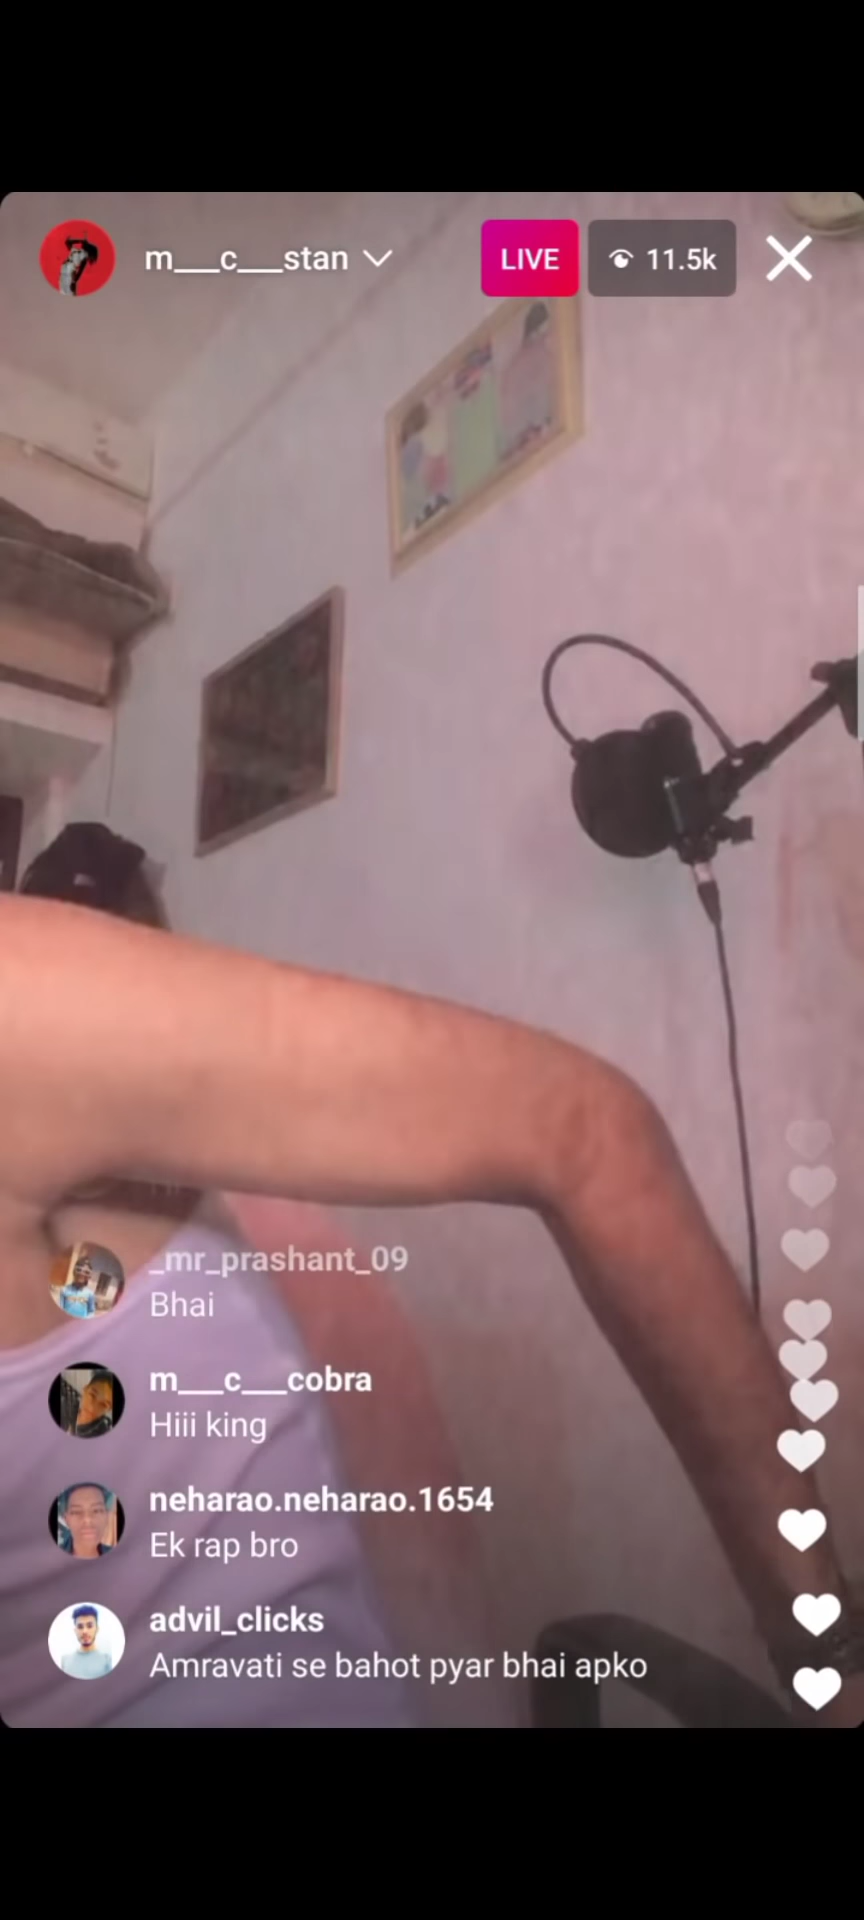 m___c___stan
LIVE
11.5k
_mr_prashant_09
Bhai
m___c___cobra
Hiii king
neharao.neharao.1654
Ek rap bro
advil_clicks
Amravati se bahot pyar bhai apko